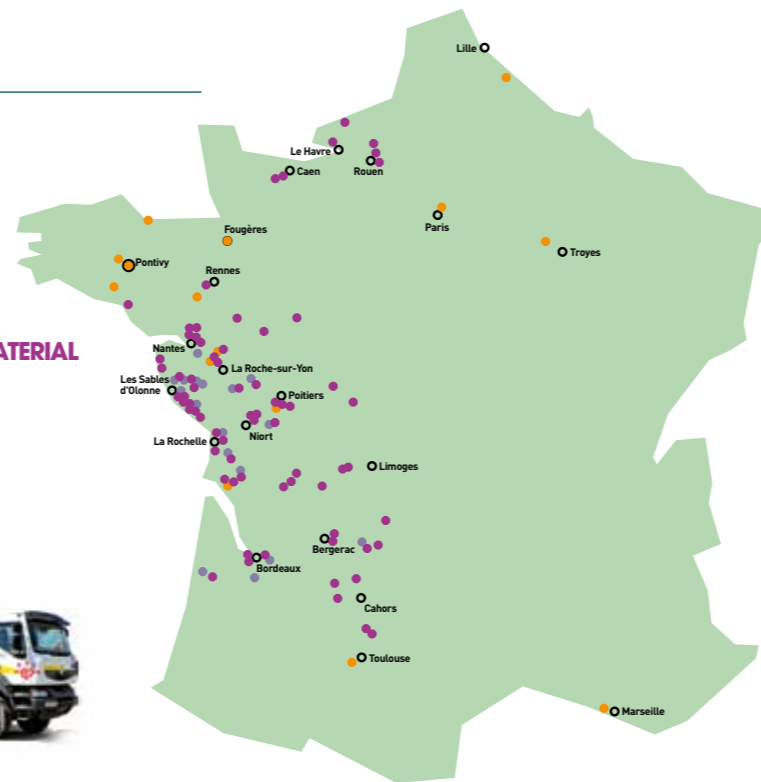 Lille
Le Havre
Rouen
Caen
Paris
Fougères
Troyes
Pontivy
Rennes
ATERIAL
Nantes
La Roche-sur-Yon
Les Sables
d'Olonne
Poitiers
Niort
La Rochelle
Limoges
Bergerac
Bordeaux
Cahors
Toulouse
Marseille